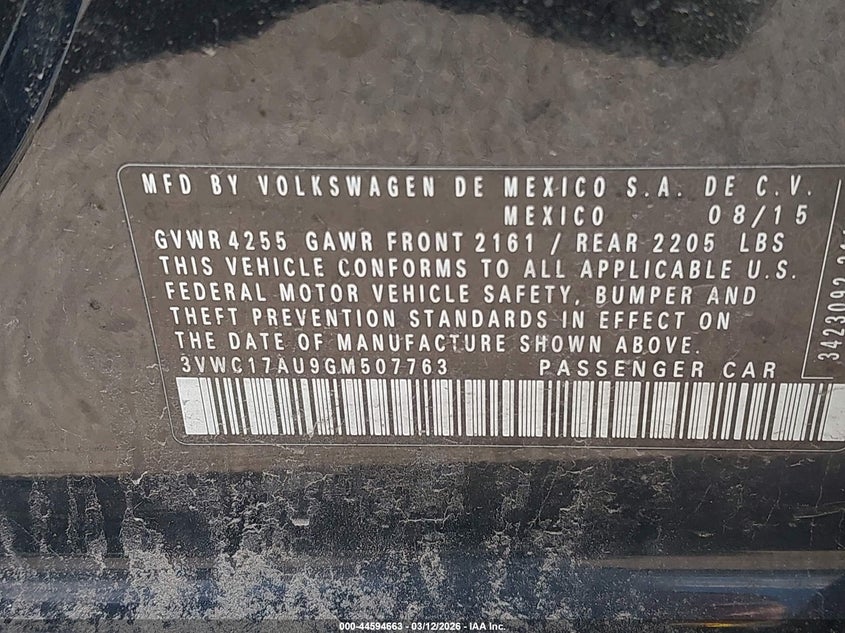 MFD BY VOLKSWAGEN DE MEXICO S.A. DE C.V.
MEXICO 08/15
GVWR 4255 GAWR FRONT 2161 / REAR 2205 LBS
THIS VEHICLE CONFORMS TO ALL APPLICABLE U.S.
FEDERAL MOTOR VEHICLE SAFETY, BUMPER AND
THEFT PREVENTION STANDARDS IN EFFECT ON
THE DATE OF MANUFACTURE SHOWN ABOVE.
3VWC17AU9GM507763 PASSENGER CAR
3423092
000-44594663 - 03/12/2026 - IAA Inc.